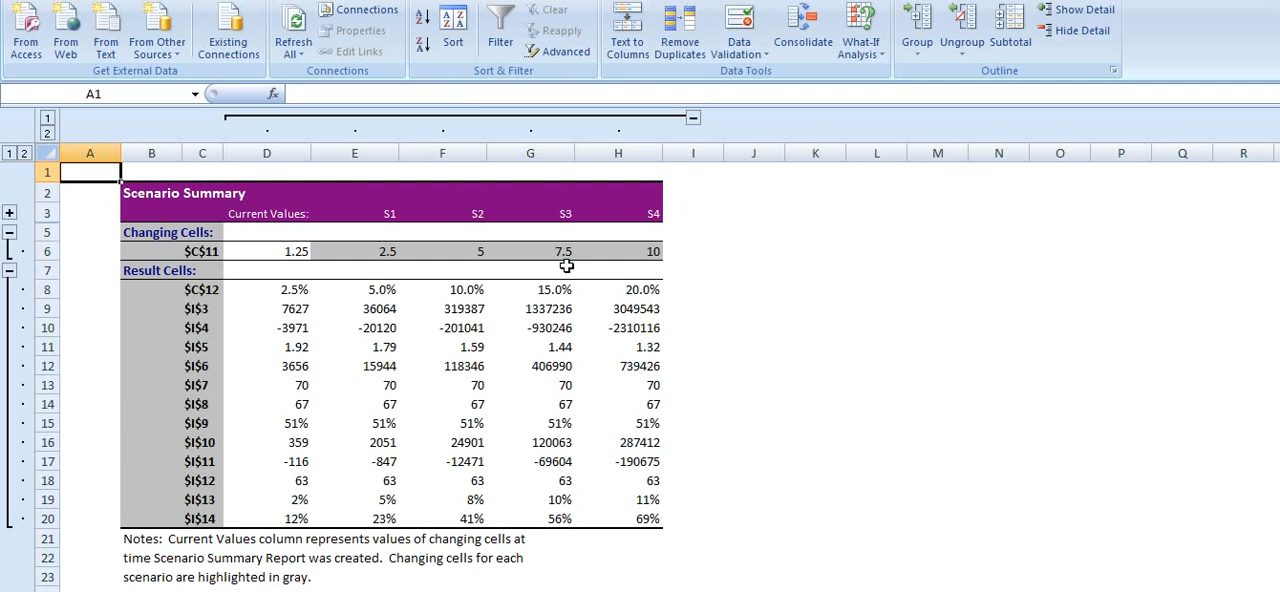 From Access
From Web
From Text
From Other Sources
Existing Connections
Get External Data
Refresh All
Connections
Properties
Edit Links
Connections
Sort
Filter
Clear
Reapply
Advanced
Sort & Filter
Text to Columns
Remove Duplicates
Data Validation
Consolidate
What-If Analysis
Data Tools
Group
Ungroup
Subtotal
Show Detail
Hide Detail
Outline
A1 fx
1
2
1 2 A B C D E F G H I J K L M N O P Q R
1
2 Scenario Summary
3 Current Values: S1 S2 S3 S4
5 Changing Cells:
6 $C$11 1.25 2.5 5 7.5 10
7 Result Cells:
8 $C$12 2.5% 5.0% 10.0% 15.0% 20.0%
9 $I$3 7627 36064 319387 1337236 3049543
10 $I$4 -3971 -20120 -201041 -930246 -2310116
11 $I$5 1.92 1.79 1.59 1.44 1.32
12 $I$6 3656 15944 118346 406990 739426
13 $I$7 70 70 70 70 70
14 $I$8 67 67 67 67 67
15 $I$9 51% 51% 51% 51% 51%
16 $I$10 359 2051 24901 120063 287412
17 $I$11 -116 -847 -12471 -69604 -190675
18 $I$12 63 63 63 63 63
19 $I$13 2% 5% 8% 10% 11%
20 $I$14 12% 23% 41% 56% 69%
21 Notes: Current Values column represents values of changing cells at
22 time Scenario Summary Report was created. Changing cells for each
23 scenario are highlighted in gray.